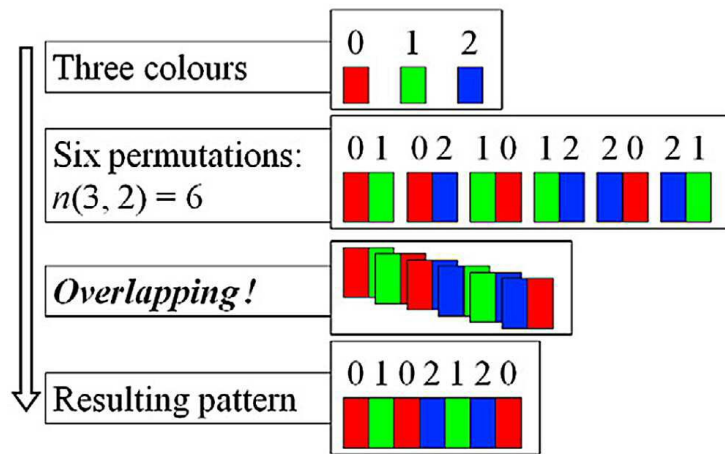 0 1 2
Three colours
0 1 0 2 1 0 1 2 2 0 2 1
Six permutations:
n(3, 2) = 6
Overlapping !
0 1 0 2 1 2 0
Resulting pattern